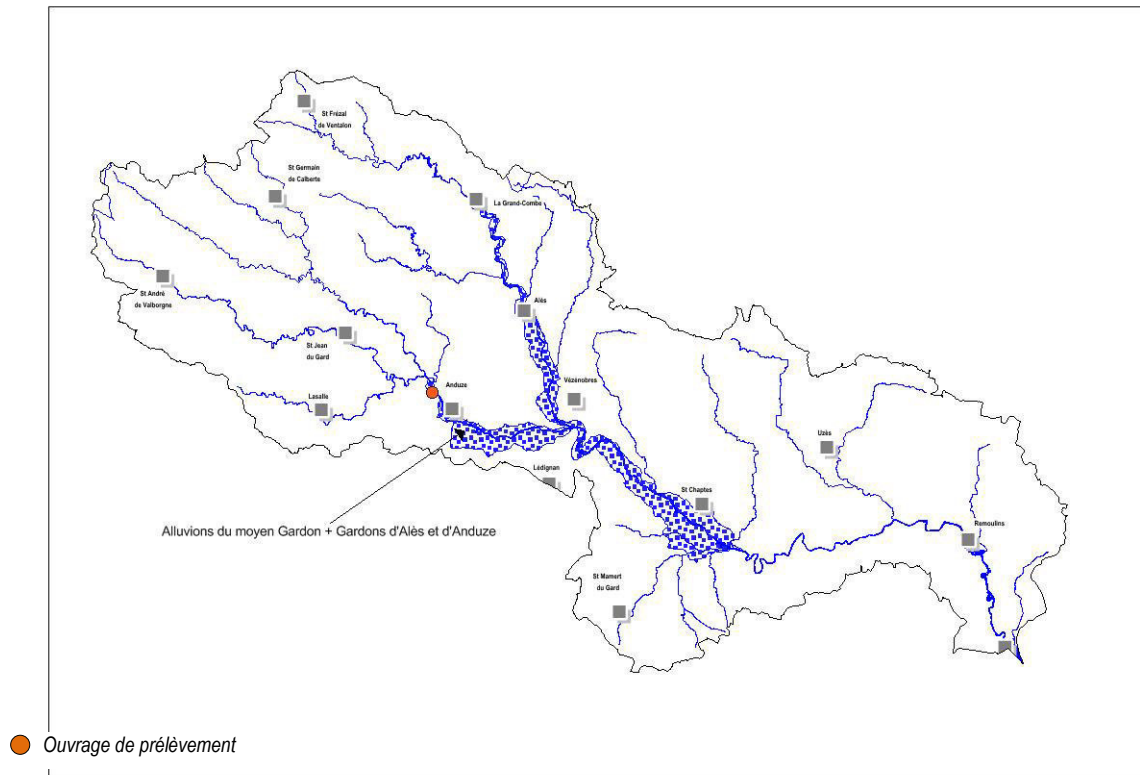 St Frézal
de Ventalon
St Germain
de Calberte
La Grand-Combe
St André
de Valborgne
Alès
St Jean
du Gard
Anduze
Vézénobres
Lasalle
Uzès
Lédignan
St Chaptes
Remoulins
Alluvions du moyen Gardon + Gardons d'Alès et d'Anduze
St Mamert
du Gard
Ouvrage de prélèvement